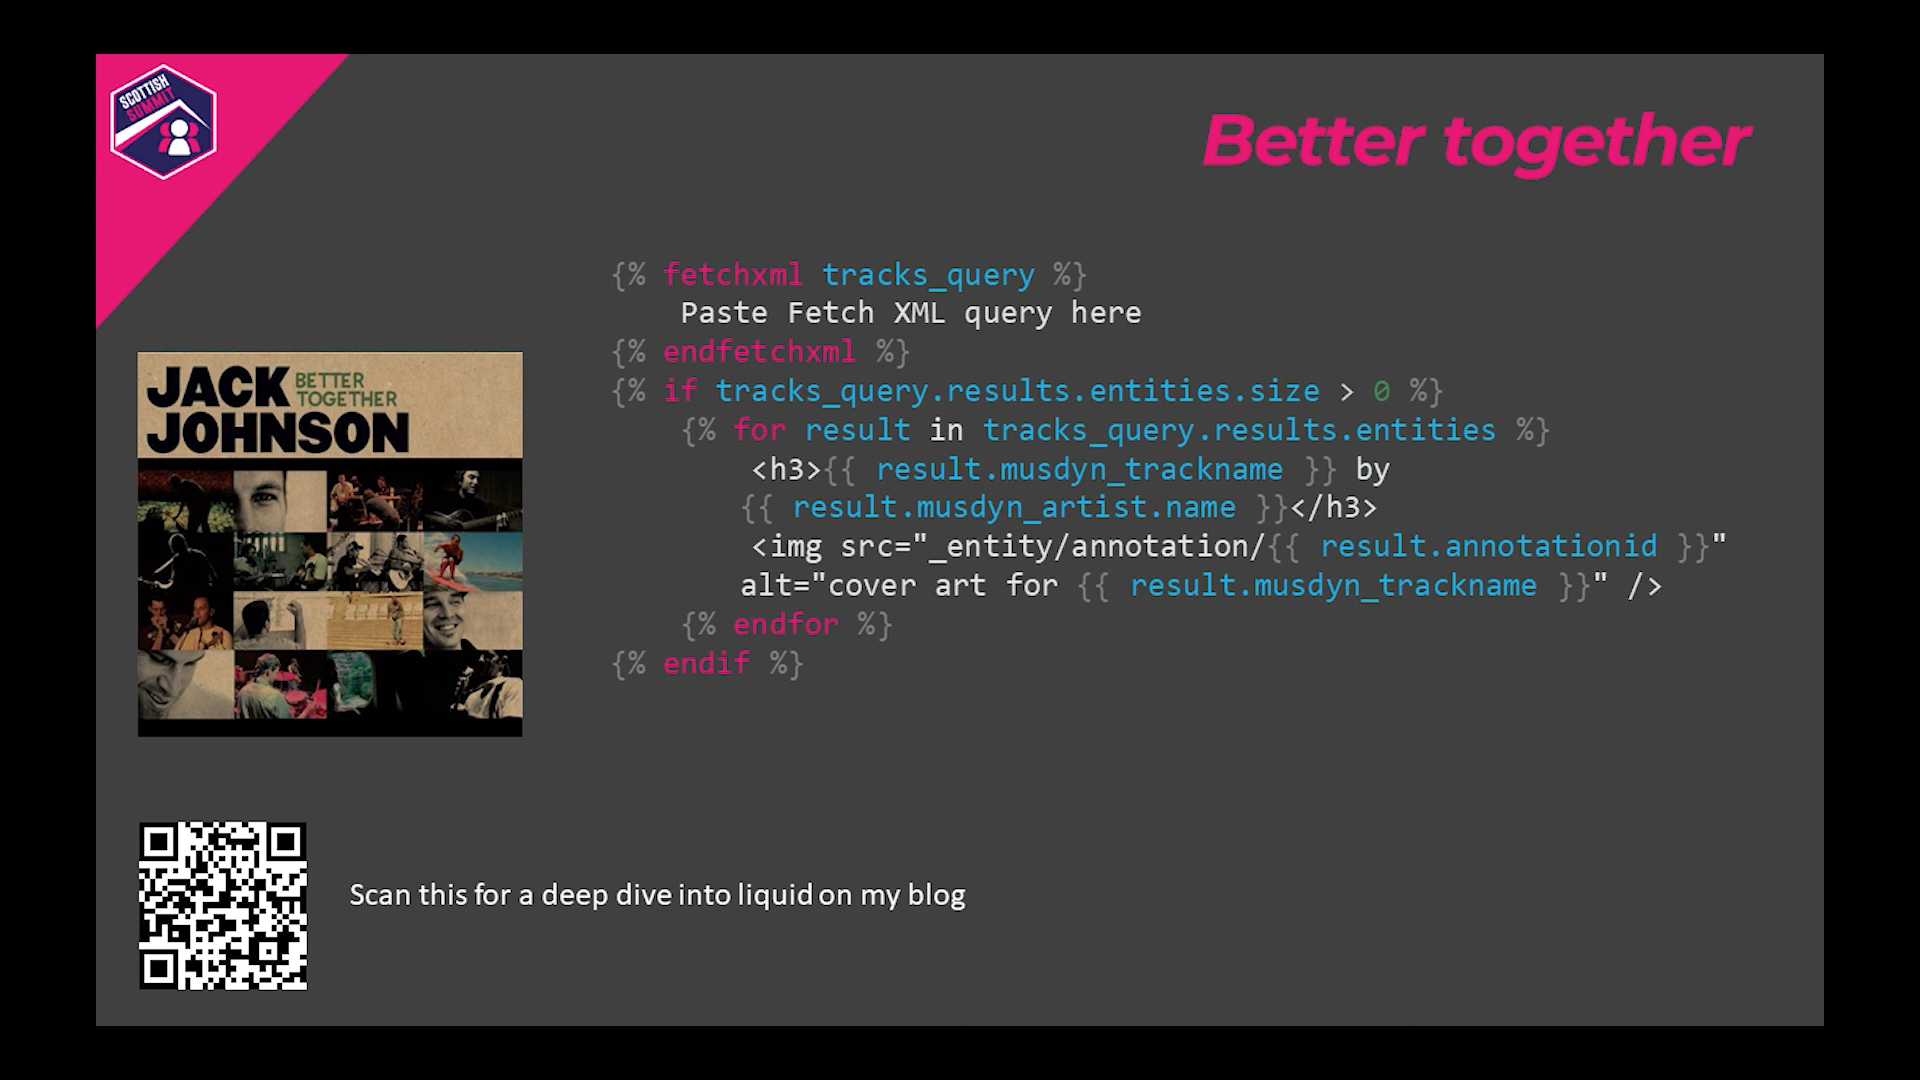 SCOTTISH
SUMMIT
Better together
{% fetchxml tracks_query %}
Paste Fetch XML query here
{% endfetchxml %}
{% if tracks_query.results.entities.size > 0 %}
{% for result in tracks_query.results.entities %}
<h3>{{ result.musdyn_trackname }} by
{{ result.musdyn_artist.name }}</h3>
<img src="_entity/annotation/{{ result.annotationid }}"
alt="cover art for {{ result.musdyn_trackname }}" />
{% endfor %}
{% endif %}
JACK BETTER
TOGETHER
JOHNSON
Scan this for a deep dive into liquid on my blog